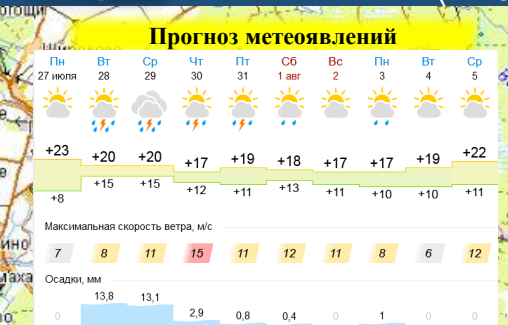 Прогноз метеоявлений
Пн Вт Ср Чт Пт Сб Вс Пн Вт Ср
27 июля 28 29 30 31 1 авг 2 3 4 5
+23 +20 +20 +17 +19 +18 +17 +17 +19 +22
+8 +15 +15 +12 +11 +13 +11 +10 +10 +11
Максимальная скорость ветра, м/с
7 8 11 15 11 12 11 8 6 12
Осадки, мм
0 13,8 13,1 2,9 0,8 0,4 0 1 0 0